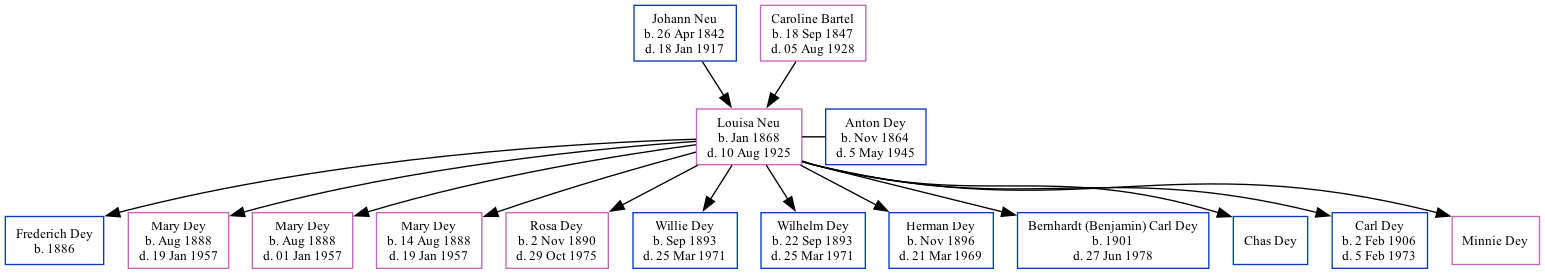 Johann Neu
b. 26 Apr 1842
d. 18 Jan 1917
Caroline Bartel
b. 18 Sep 1847
d. 05 Aug 1928
Louisa Neu
b. Jan 1868
d. 10 Aug 1925
Anton Dey
b. Nov 1864
d. 5 May 1945
Frederich Dey
b. 1886
Mary Dey
b. Aug 1888
d. 19 Jan 1957
Mary Dey
b. Aug 1888
d. 01 Jan 1957
Mary Dey
b. 14 Aug 1888
d. 19 Jan 1957
Rosa Dey
b. 2 Nov 1890
d. 29 Oct 1975
Willie Dey
b. Sep 1893
d. 25 Mar 1971
Wilhelm Dey
b. 22 Sep 1893
d. 25 Mar 1971
Herman Dey
b. Nov 1896
d. 21 Mar 1969
Bernhardt (Benjamin) Carl Dey
b. 1901
d. 27 Jun 1978
Chas Dey
Carl Dey
b. 2 Feb 1906
d. 5 Feb 1973
Minnie Dey